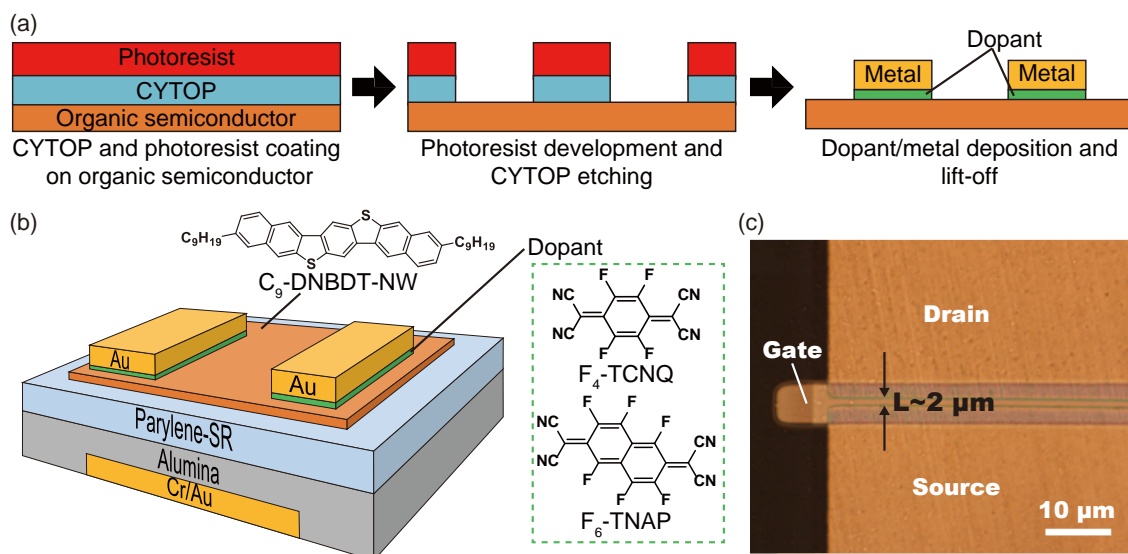 (a)
Photoresist
CYTOP
Organic semiconductor
CYTOP and photoresist coating
on organic semiconductor
Photoresist development and
CYTOP etching
Dopant
Metal
Metal
Dopant/metal deposition and
lift-off
(b)
C9H19
S
S
C9H19
C9-DNBDT-NW
Dopant
Au
Au
Parylene-SR
Alumina
Cr/Au
F
F
NC
CN
NC
CN
F
F
F4-TCNQ
F
F
NC
F
CN
NC
CN
F
F
F
F6-TNAP
(c)
Drain
Gate
L~2 µm
Source
10 µm